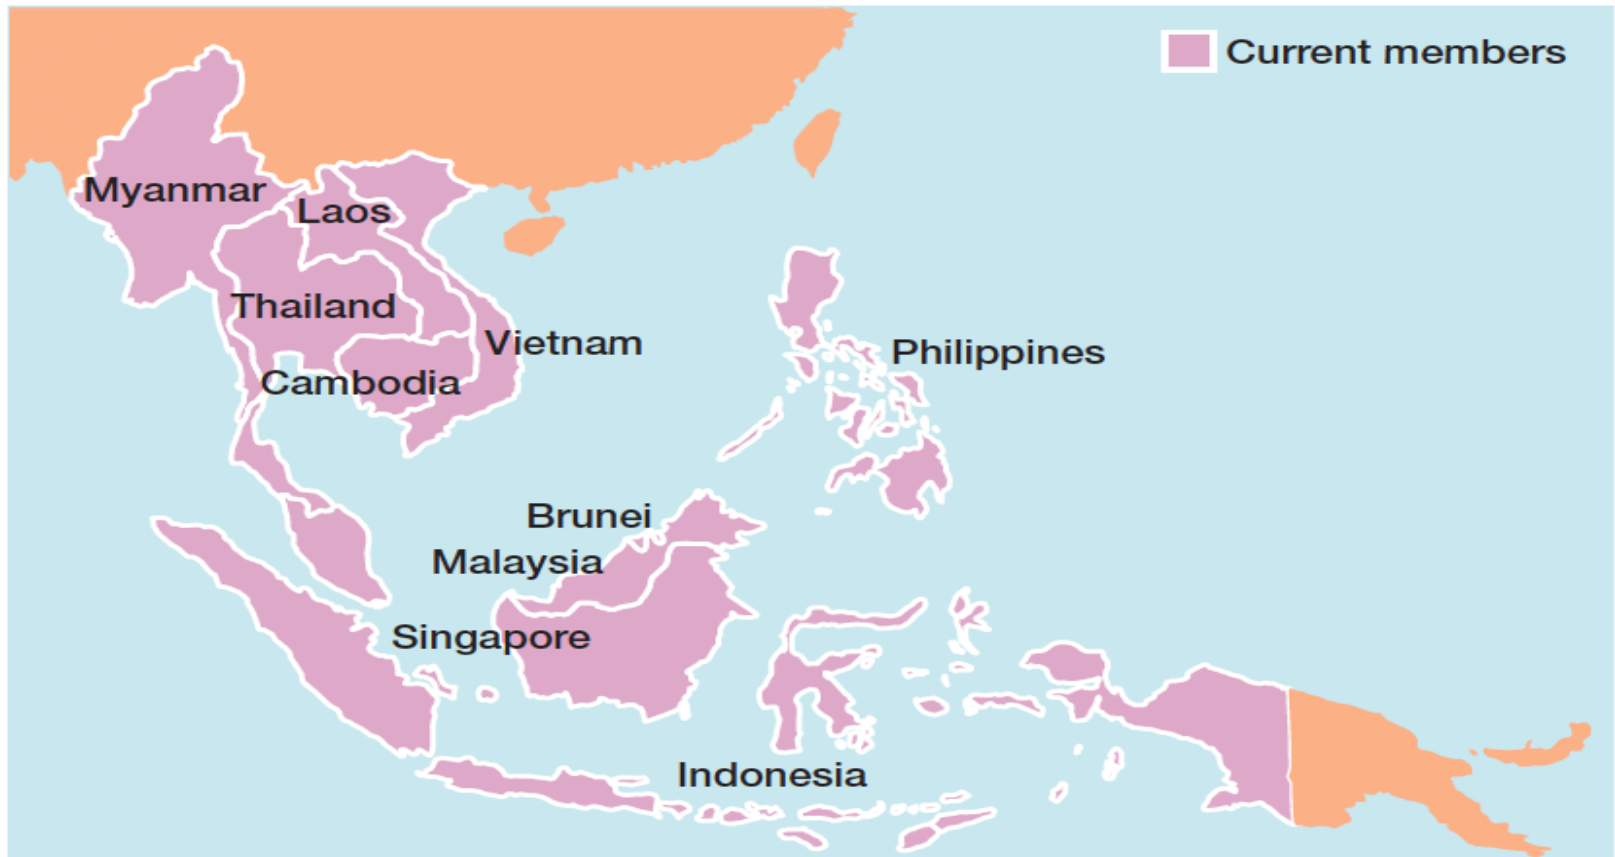 Current members
Myanmar
Laos
Thailand
Vietnam
Philippines
Cambodia
Brunei
Malaysia
Singapore
Indonesia